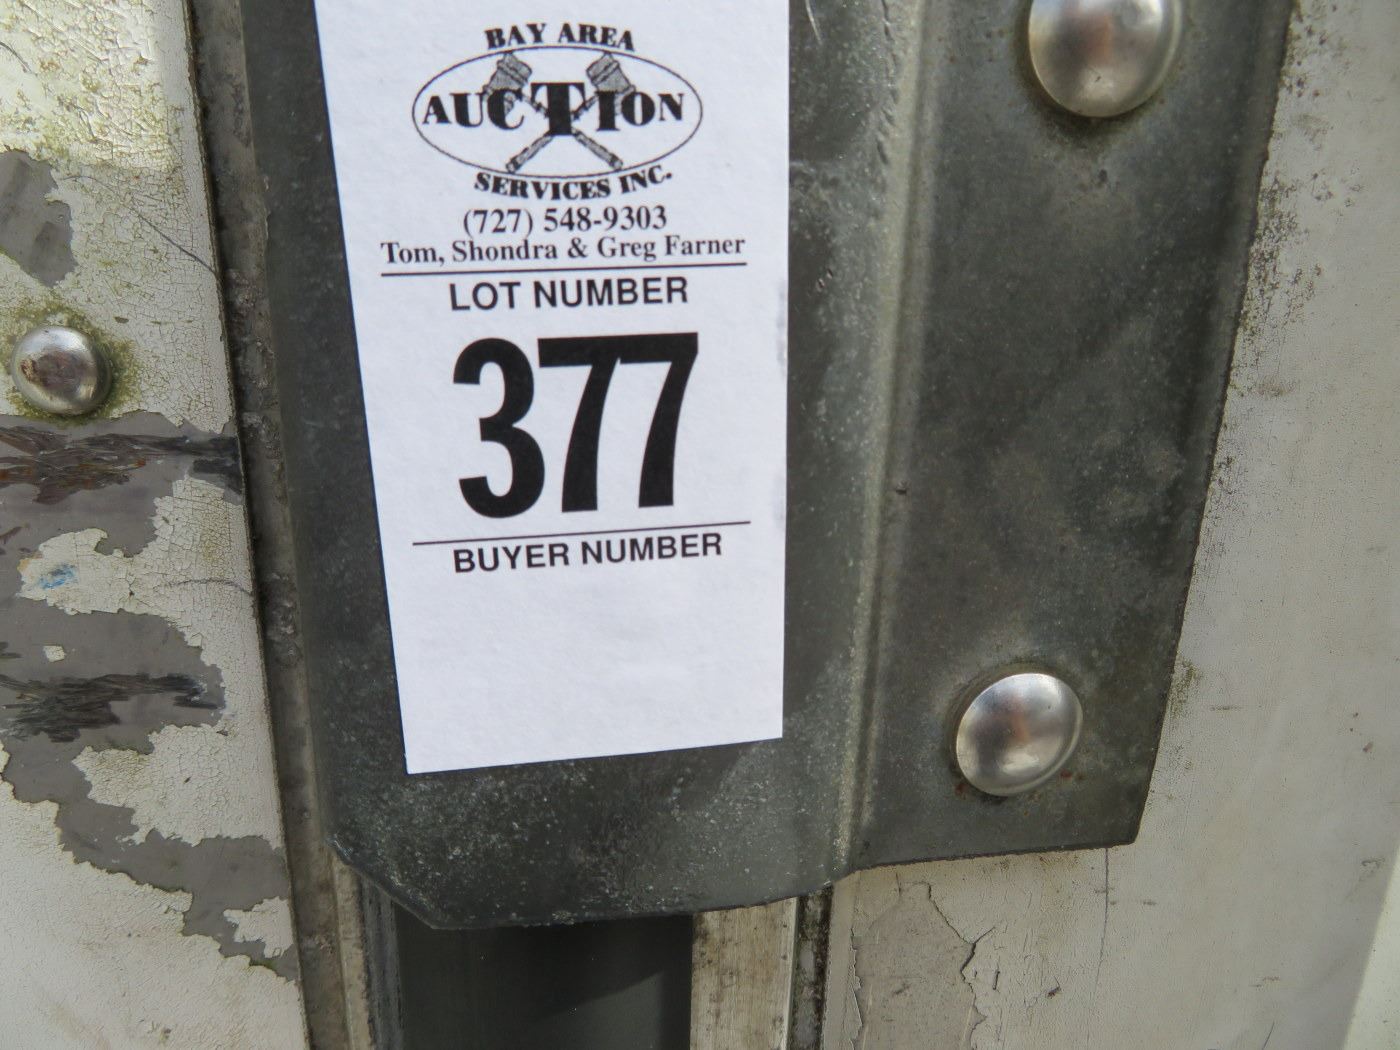 BAY AREA
AUCTION
SERVICES INC.
(727) 548-9303
Tom, Shondra & Greg Farner
LOT NUMBER
377
BUYER NUMBER